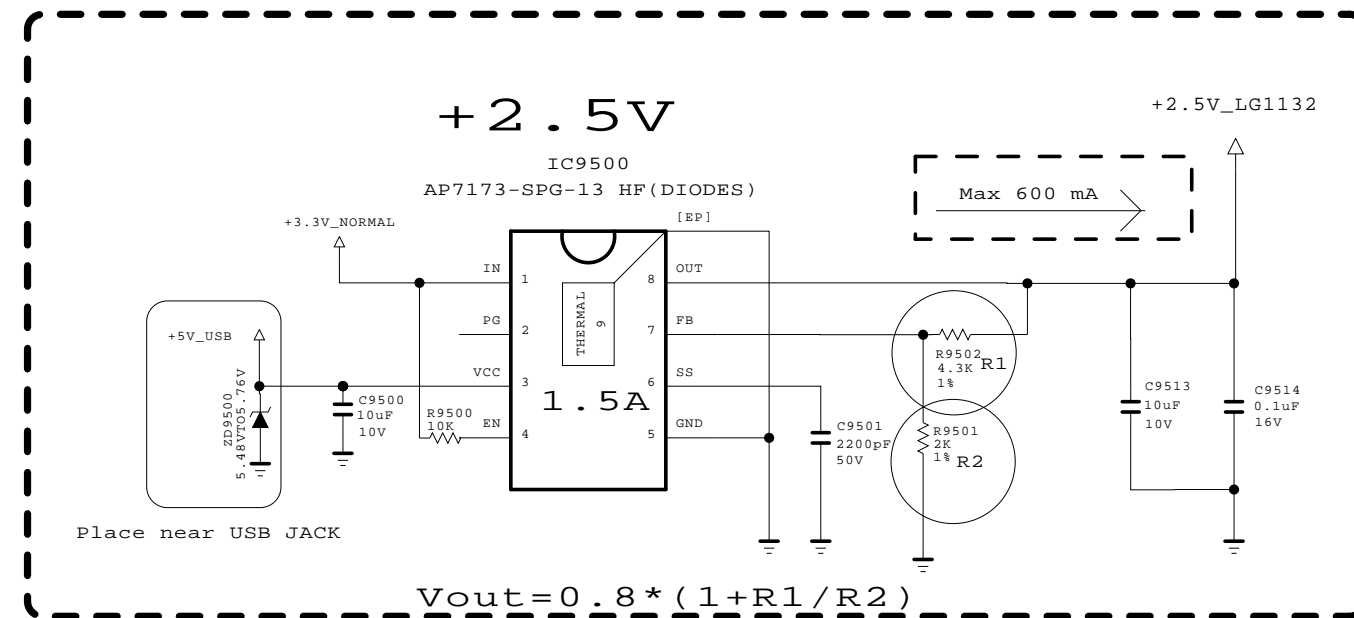 +2.5V
+2.5V_LG1132
IC9500
AP7173-SPG-13 HF(DIODES)
Max 600 mA
+3.3V_NORMAL
[EP]
IN
1
8
OUT
PG
2
THERMAL
9
7
FB
+5V_USB
R9502
4.3K
1%
R1
VCC
3
6
SS
1.5A
ZD9500
5.48VTO5.76V
C9500
10uF
10V
R9500
10K
EN
4
5
GND
C9501
2200pF
50V
R9501
2K
1%
R2
C9513
10uF
10V
C9514
0.1uF
16V
Place near USB JACK
Vout=0.8*(1+R1/R2)